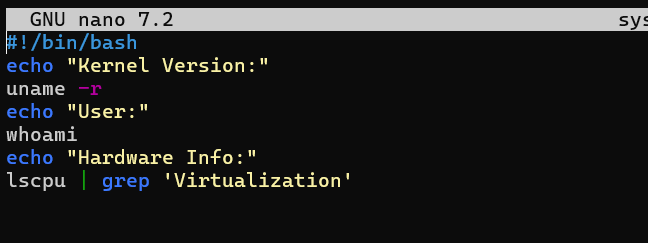 GNU nano 7.2 sys
#!/bin/bash
echo "Kernel Version:"
uname -r
echo "User:"
whoami
echo "Hardware Info:"
lscpu | grep 'Virtualization'